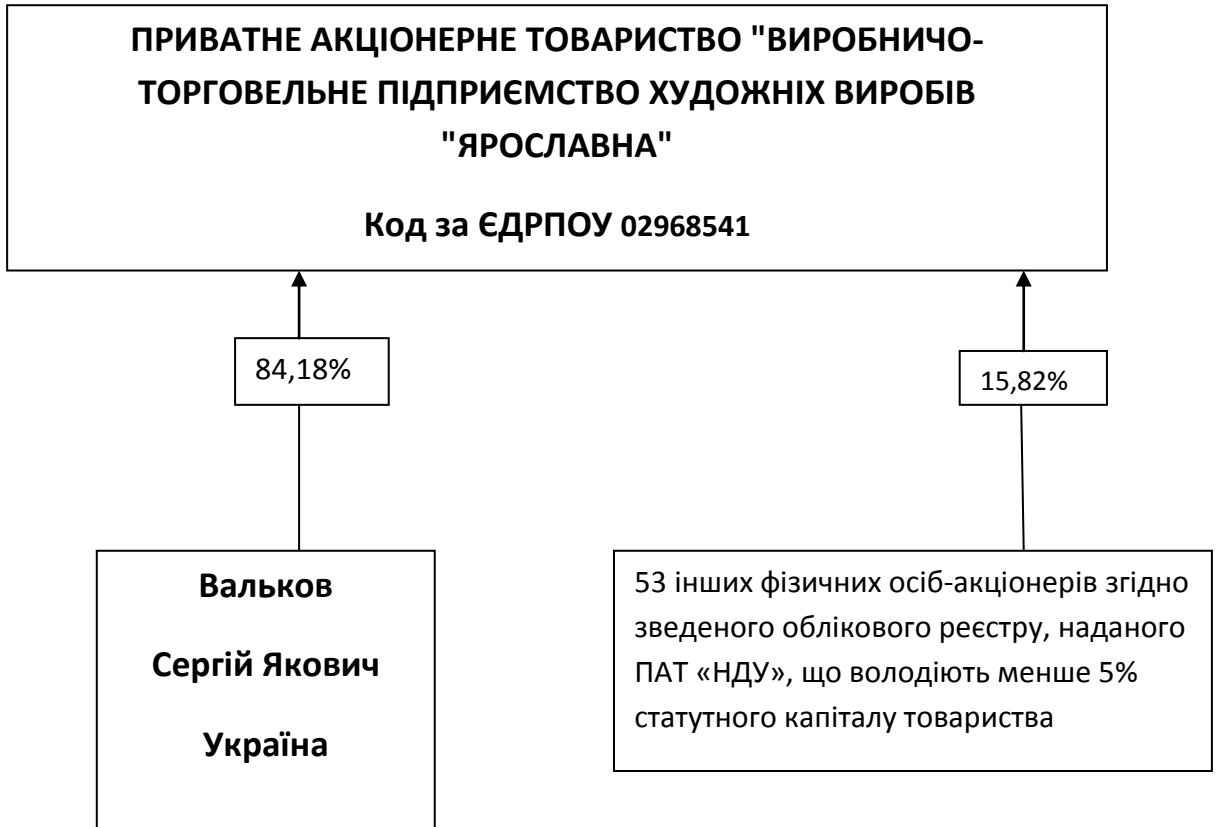 ПРИВАТНЕ АКЦІОНЕРНЕ ТОВАРИСТВО "ВИРОБНИЧО-
ТОРГОВЕЛЬНЕ ПІДПРИЄМСТВО ХУДОЖНІХ ВИРОБІВ
"ЯРОСЛАВНА"
Код за ЄДРПОУ 02968541
84,18%
15,82%
Вальков
Сергій Якович
Україна
53 інших фізичних осіб-акціонерів згідно
зведеного облікового реєстру, наданого
ПАТ «НДУ», що володіють менше 5%
статутного капіталу товариства